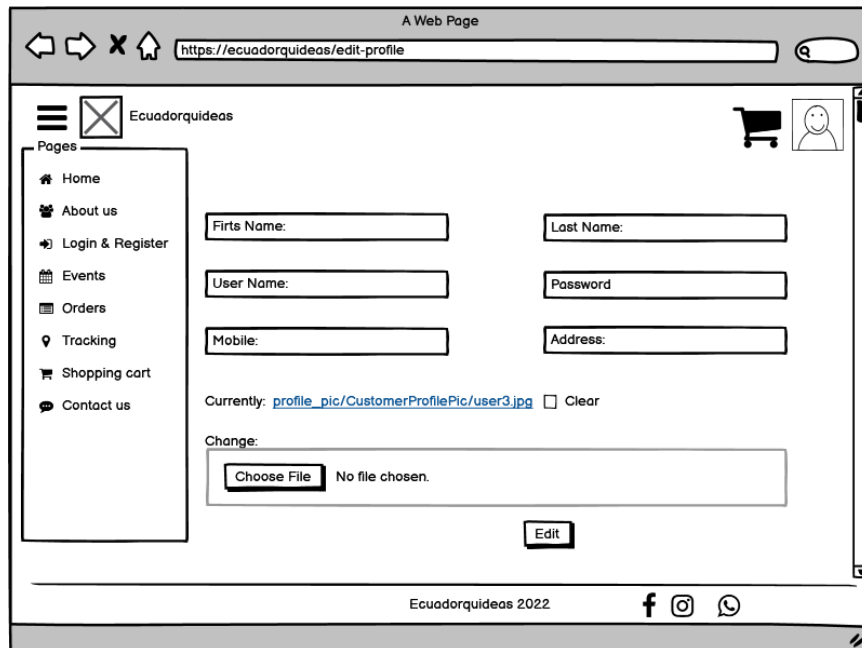 A Web Page
https://ecuadorquideas/edit-profile
Ecuadorquideas
Pages
Home
About us
Login & Register
Events
Orders
Tracking
Shopping cart
Contact us
Firts Name:
Last Name:
User Name:
Password
Mobile:
Address:
Currently: profile_pic/CustomerProfilePic/user3.jpg Clear
Change:
Choose File No file chosen.
Edit
Ecuadorquideas 2022